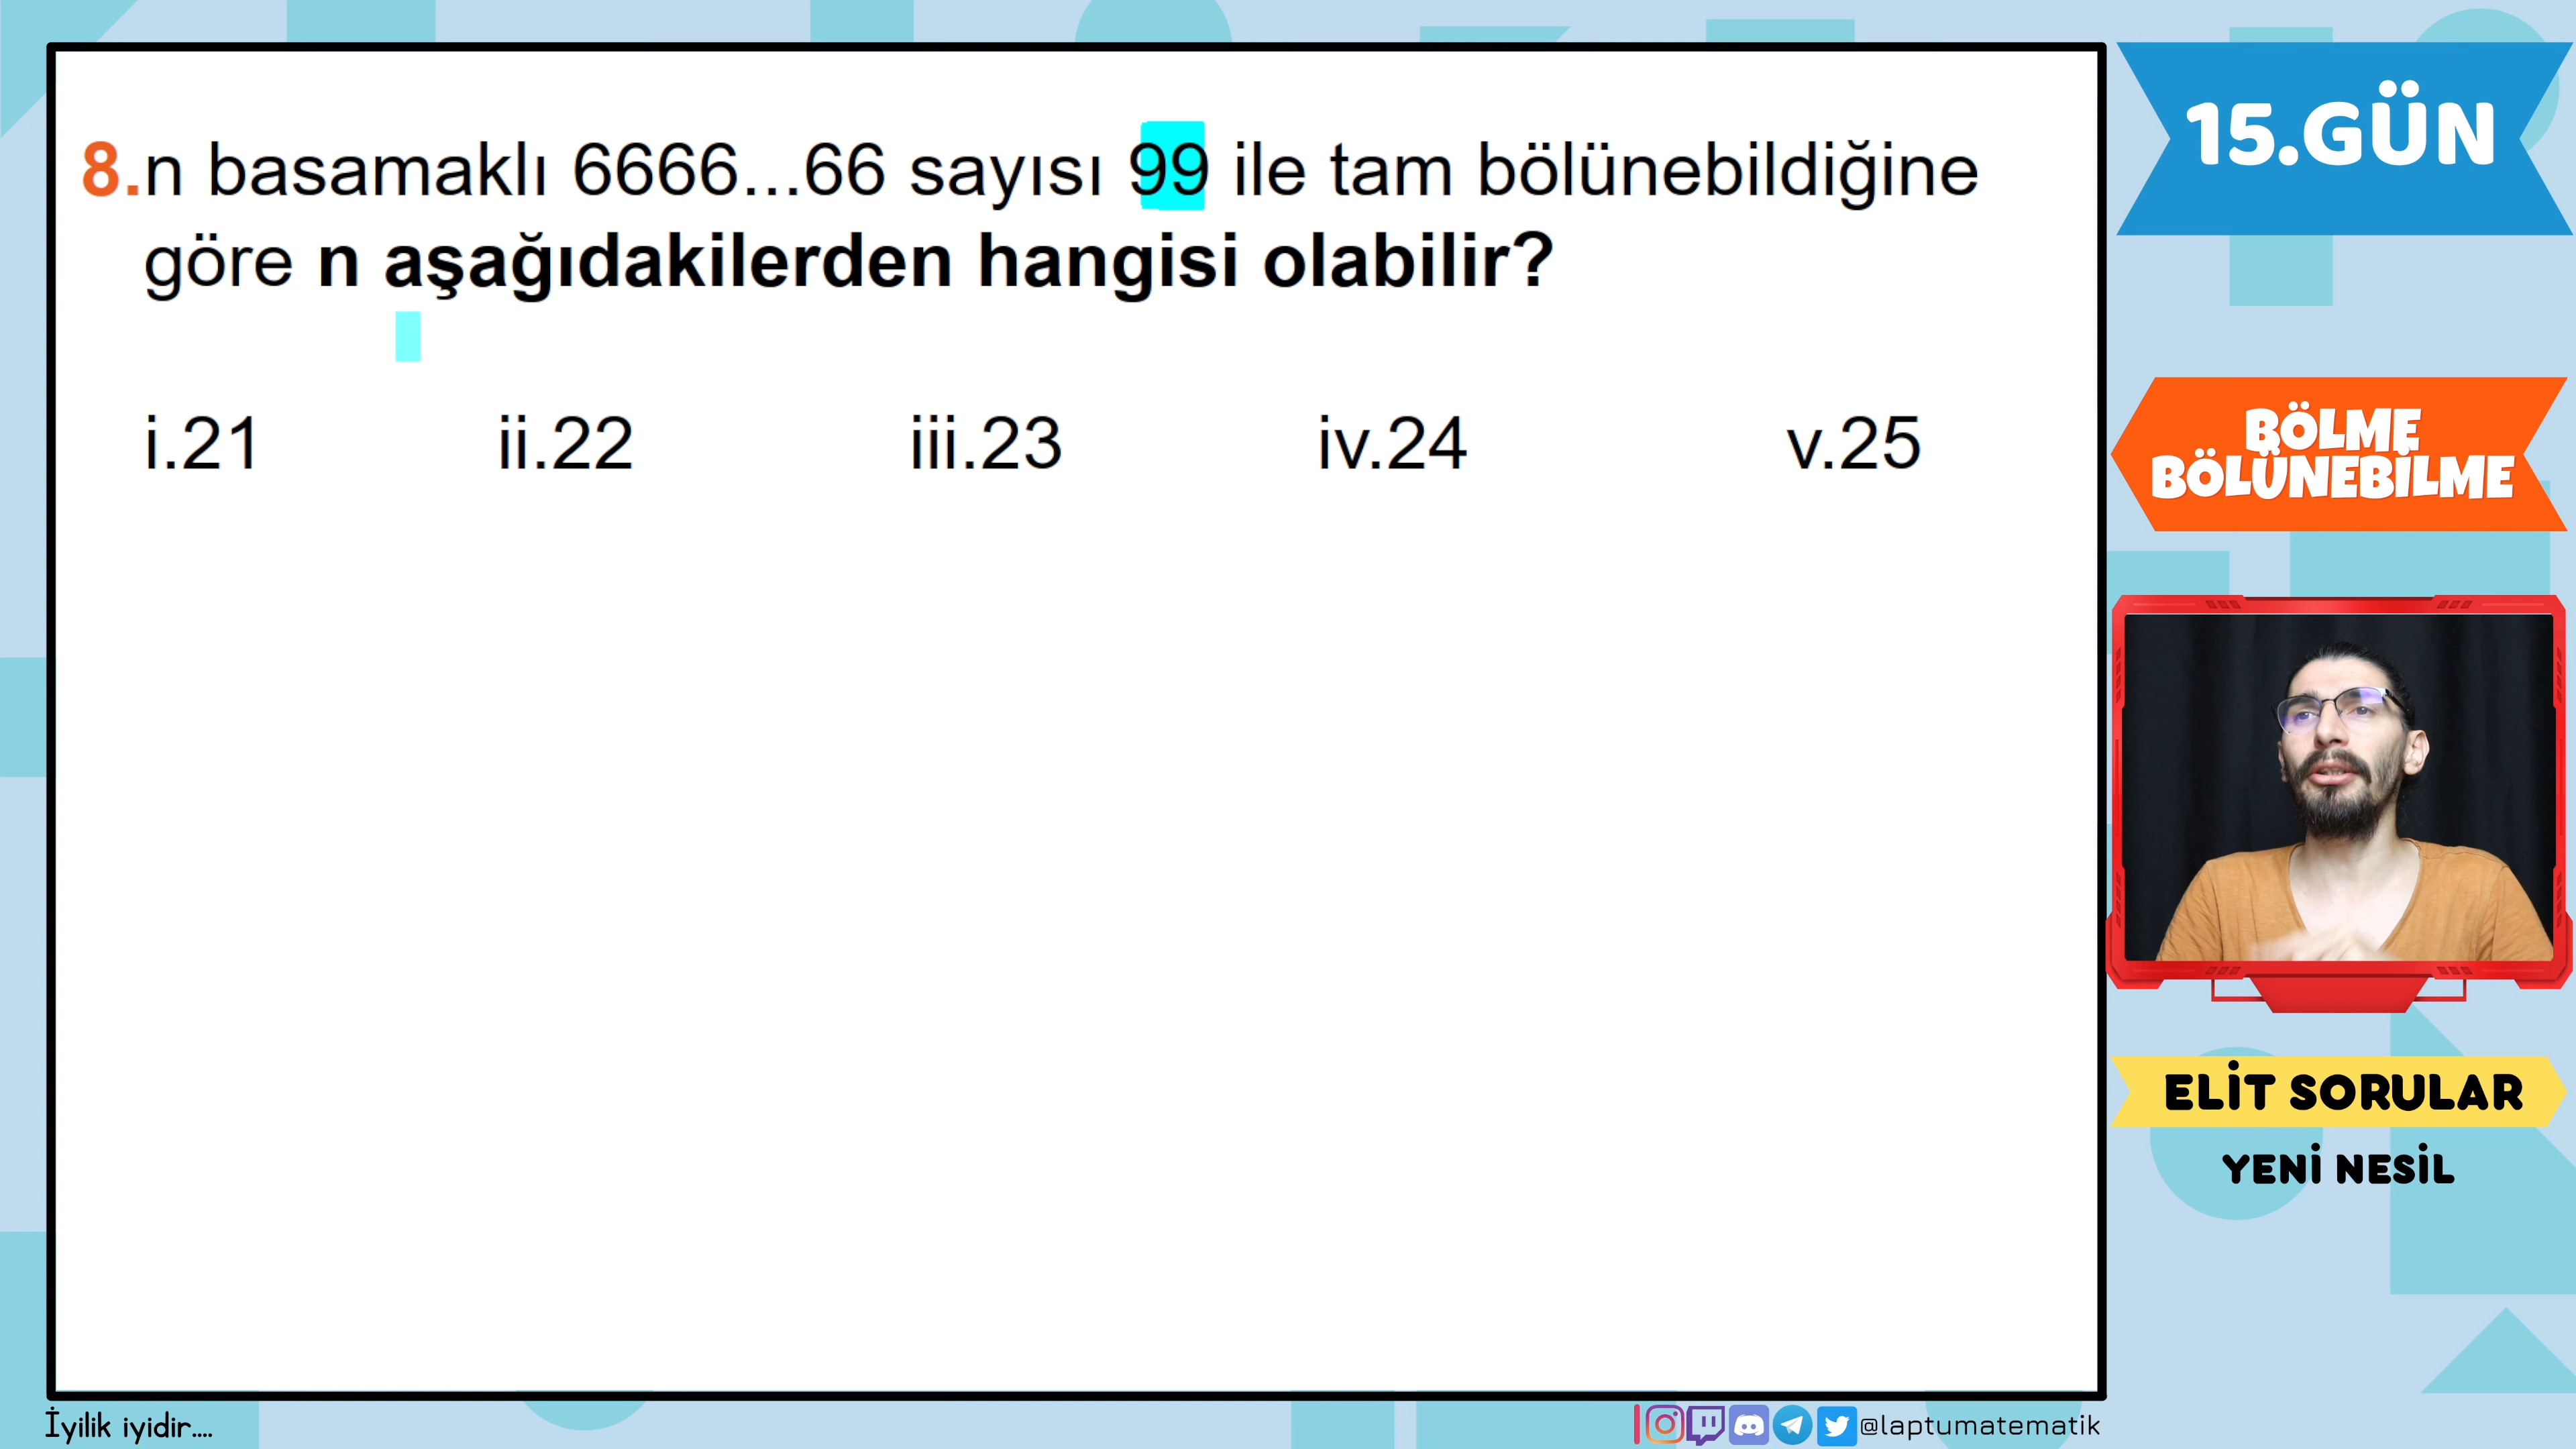 8.n basamaklı 6666...66 sayısı 99 ile tam bölünebildiğine
göre n aşağıdakilerden hangisi olabilir?
i.21 ii.22 iii.23 iv.24 v.25
15.GÜN
BÖLME
BÖLÜNEBİLME
ELİT SORULAR
YENİ NESİL
İyilik iyidir....
@laptumatematik